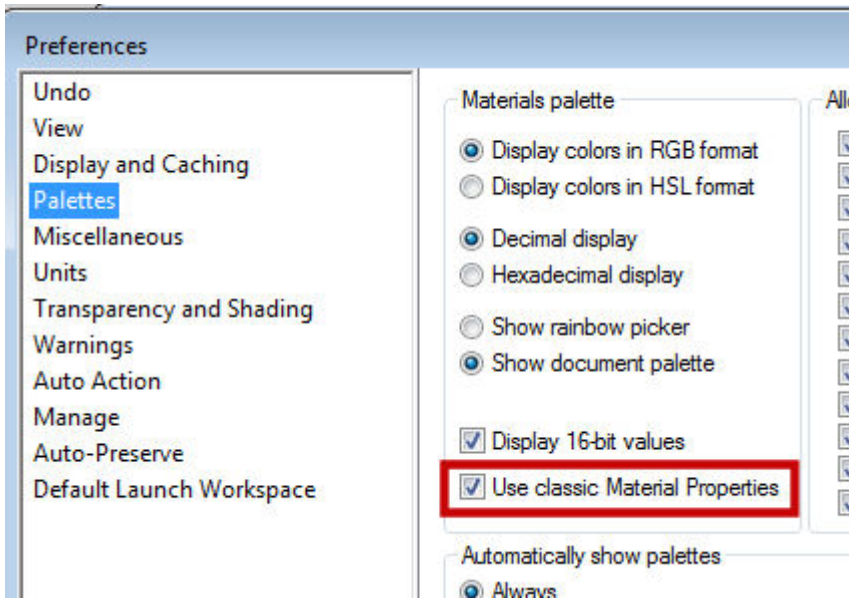 Preferences
Undo
View
Display and Caching
Palettes
Miscellaneous
Units
Transparency and Shading
Warnings
Auto Action
Manage
Auto-Preserve
Default Launch Workspace
Materials palette
Display colors in RGB format
Display colors in HSL format
Decimal display
Hexadecimal display
Show rainbow picker
Show document palette
Display 16-bit values
Use classic Material Properties
Automatically show palettes
Always